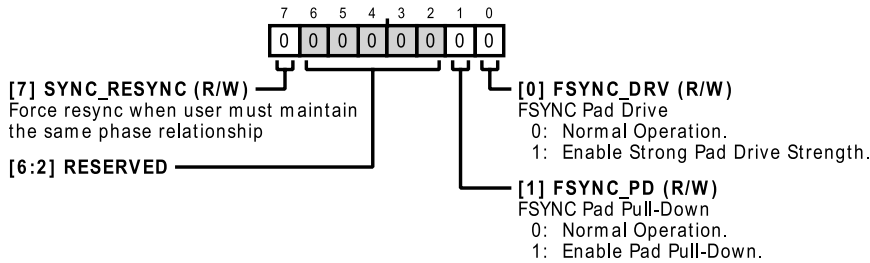 7 6 5 4 3 2 1 0
0 0 0 0 0 0 0 0
[7] SYNC_RESYNC (R/W)
Force resync when user must maintain
the same phase relationship
[6:2] RESERVED
[0] FSYNC_DRV (R/W)
FSYNC Pad Drive
0: Normal Operation.
1: Enable Strong Pad Drive Strength.
[1] FSYNC_PD (R/W)
FSYNC Pad Pull-Down
0: Normal Operation.
1: Enable Pad Pull-Down.